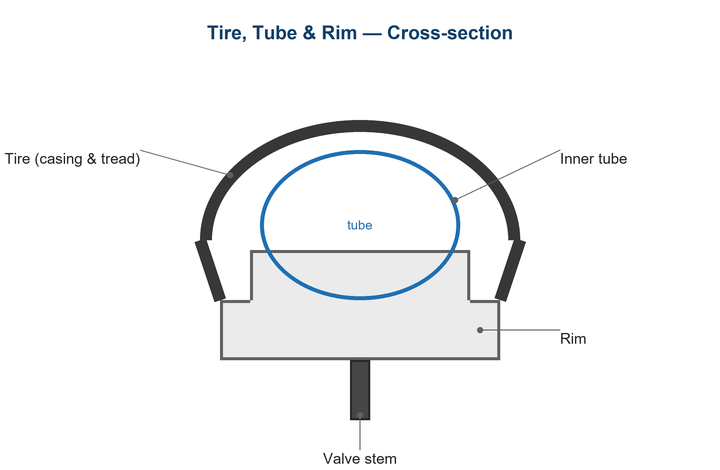 Tire, Tube & Rim — Cross-section
Tire (casing & tread)
Inner tube
tube
Rim
Valve stem